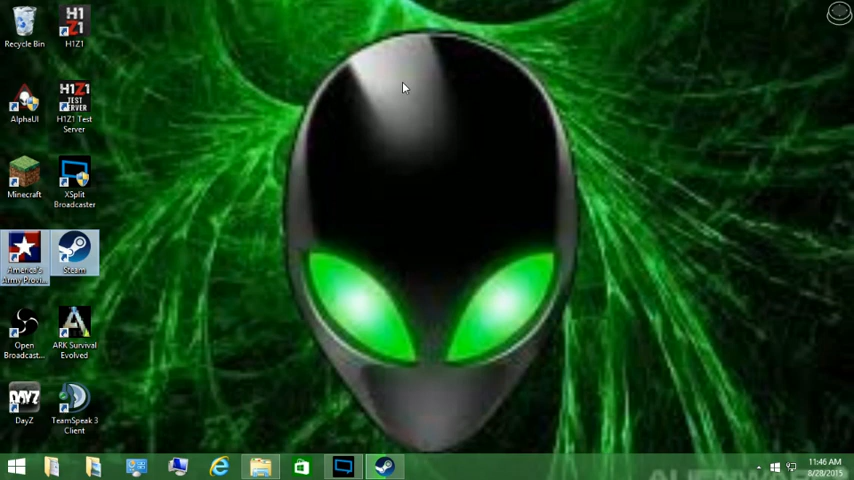 Recycle Bin
H1Z1
H1Z1
AlphaUI
H1Z1
TEST
SERVER
H1Z1 Test
Server
Minecraft
XSplit
Broadcaster
America's
Army Provi...
Steam
Open
Broadcast...
ARK Survival
Evolved
DAYZ
DayZ
TeamSpeak 3
Client
11:46 AM
8/28/2015
ALIENWARE